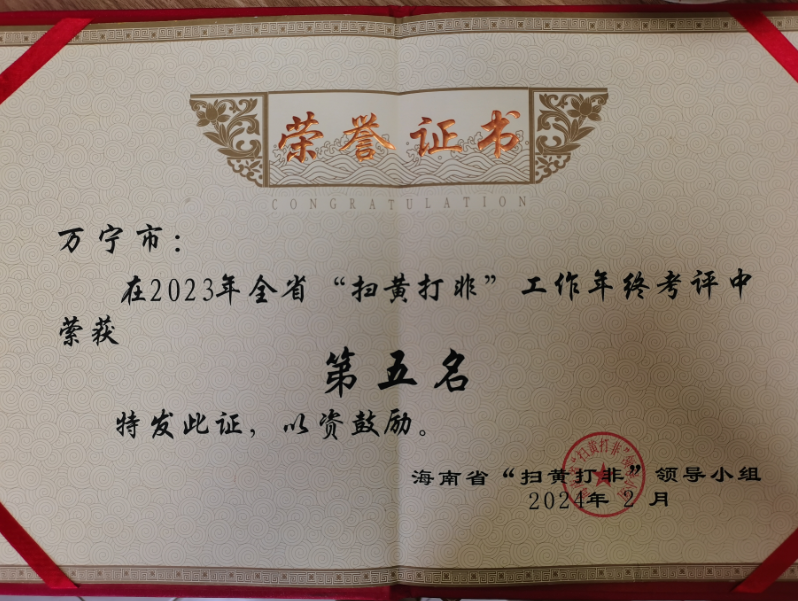 荣誉证书
CONGRATULATION
万宁市：
在2023年全省“扫黄打非”工作年终考评中
荣获
第五名
特发此证，以资鼓励。
海南省“扫黄打非”领导小组
2024年2月